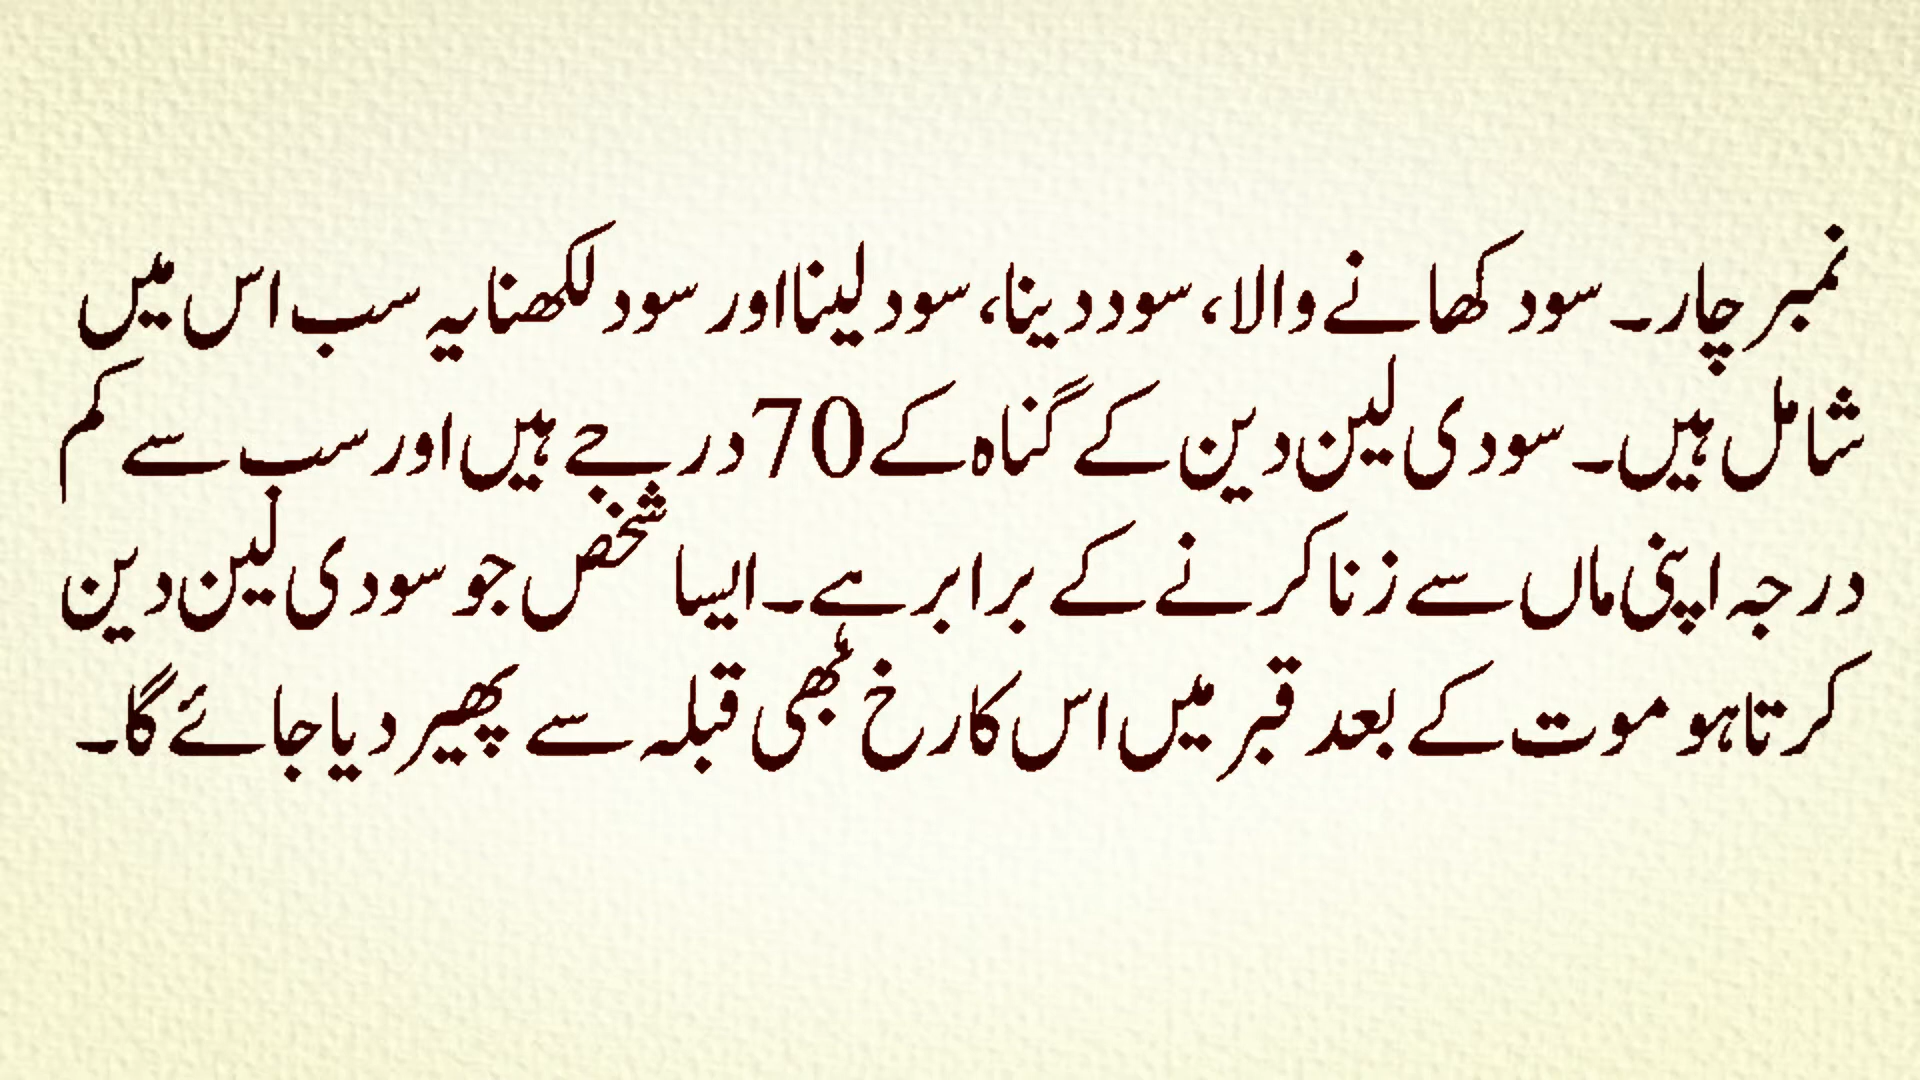 نمبر چار۔ سود کھانے والا، سود دینا، سود لینا اور سود لکھنا یہ سب اس میں
شامل ہیں۔ سودی لین دین کے گناہ کے 70 درجے ہیں اور سب سے کم
درجہ اپنی ماں سے زنا کرنے کے برابر ہے۔ ایسا شخص جو سودی لین دین
کرتا ہو موت کے بعد قبر میں اس کا رخ بھی قبلہ سے پھیر دیا جائے گا۔